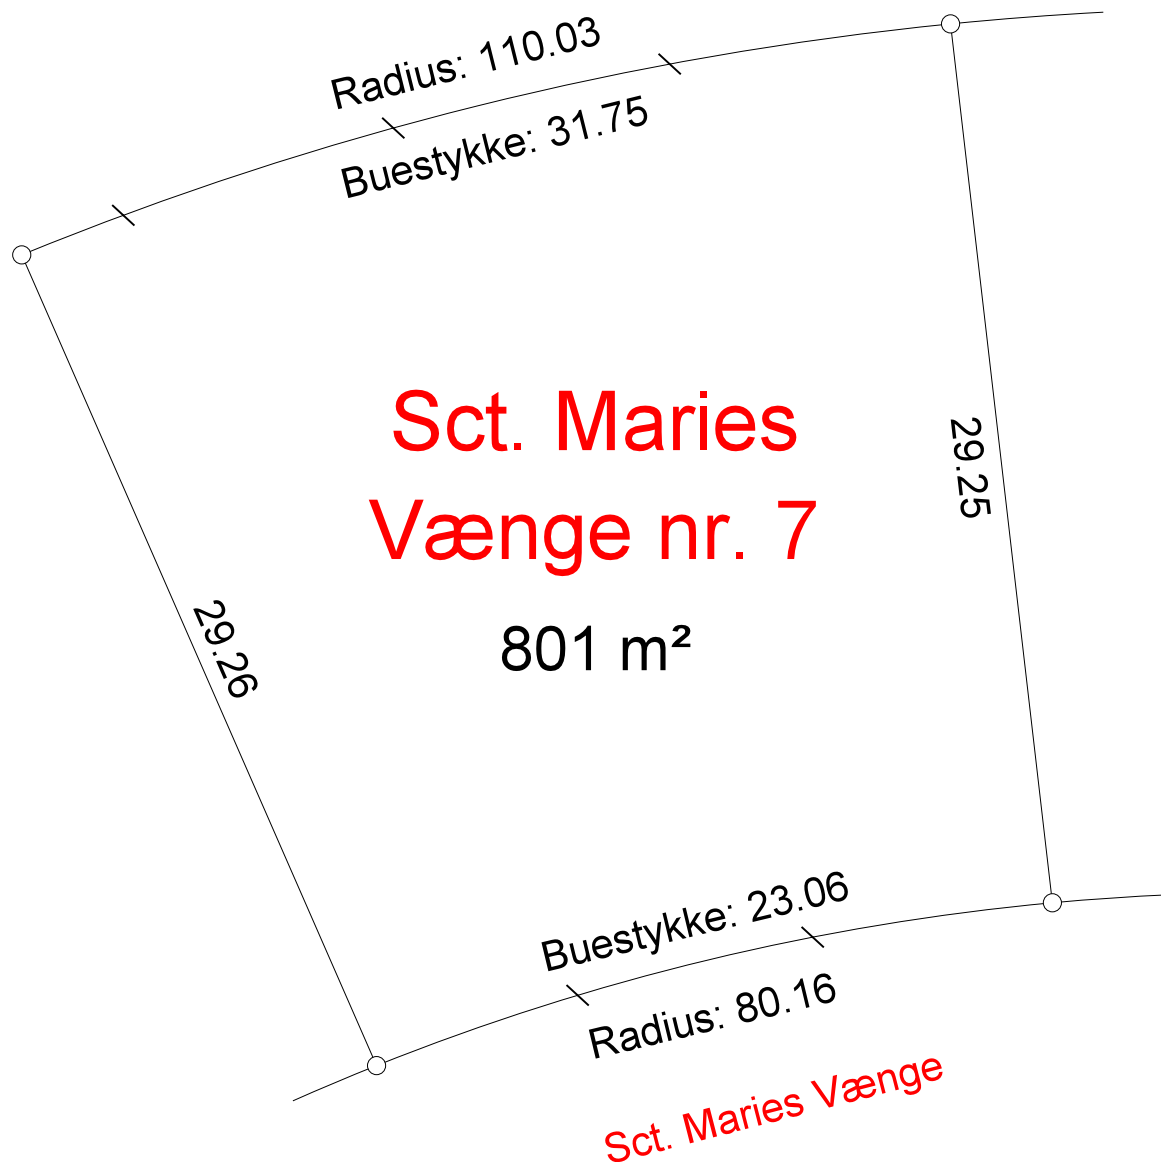 Radius: 110.03
Buestykke: 31.75
Sct. Maries
Vænge nr. 7
801 m²
29.25
29.26
Buestykke: 23.06
Radius: 80.16
Sct. Maries Vænge